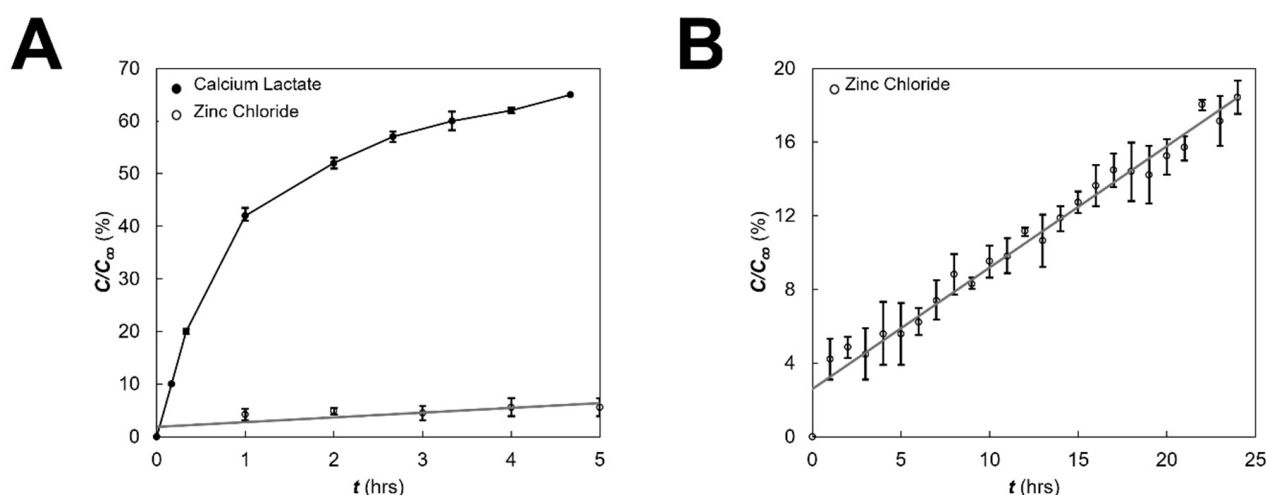 A
70
60
50
40
30
20
10
0
C/C∞ (%)
Calcium Lactate
Zinc Chloride
0 1 2 3 4 5
t (hrs)
B
20
16
12
8
4
0
C/C∞ (%)
Zinc Chloride
0 5 10 15 20 25
t (hrs)